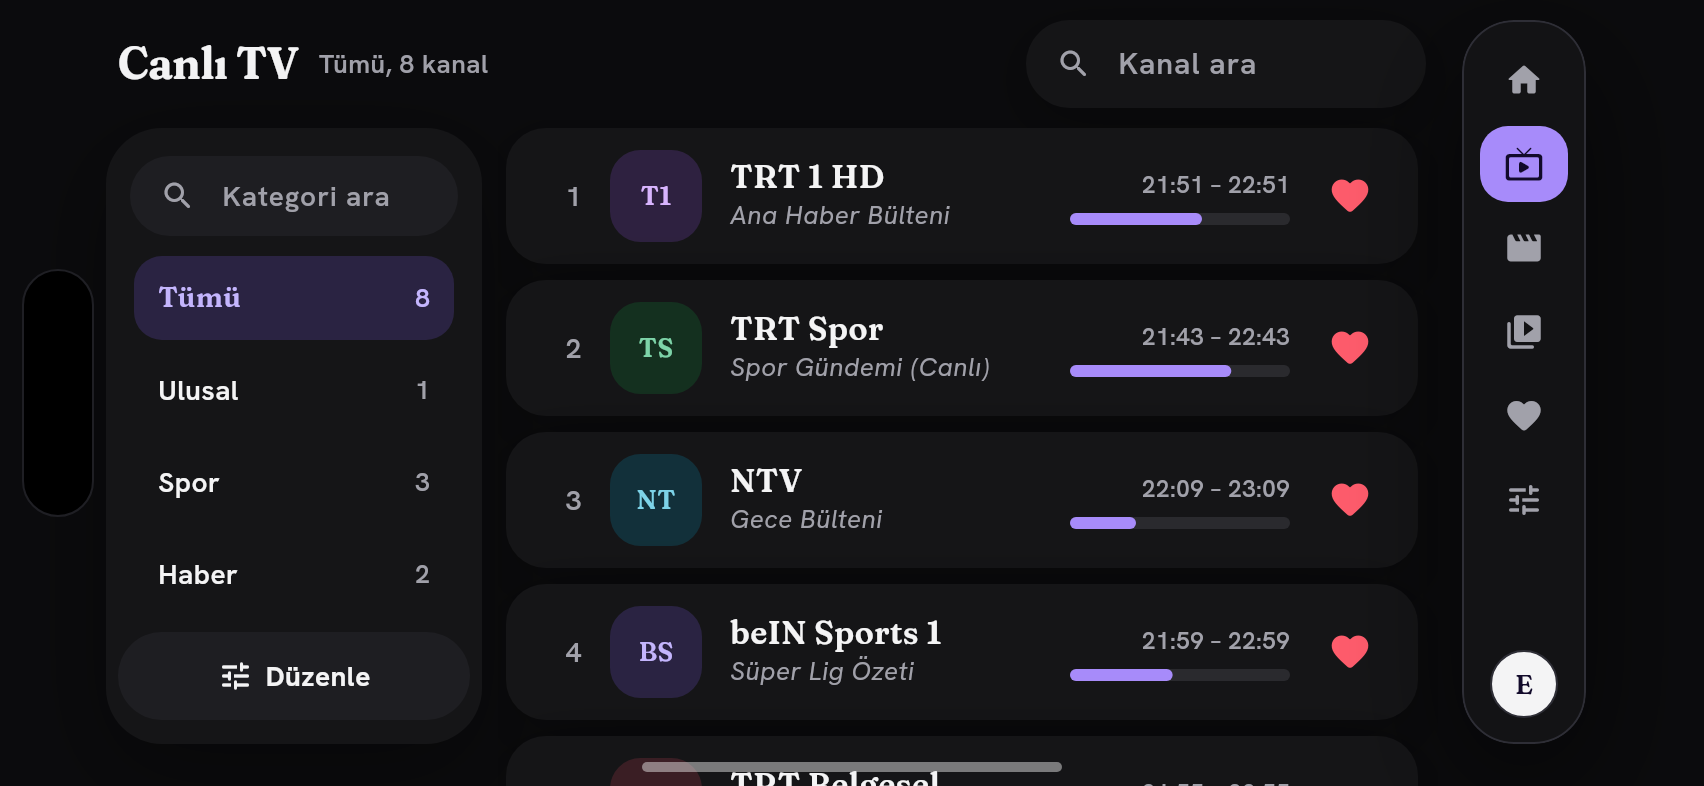 Canlı TV Tümü, 8 kanal
Kanal ara
Kategori ara
Tümü 8
Ulusal 1
Spor 3
Haber 2
Düzenle
1 T1 TRT 1 HD 21:51 – 22:51
Ana Haber Bülteni
2 TS TRT Spor 21:43 – 22:43
Spor Gündemi (Canlı)
3 NT NTV 22:09 – 23:09
Gece Bülteni
4 BS beIN Sports 1 21:59 – 22:59
Süper Lig Özeti
TRT Belgesel
E